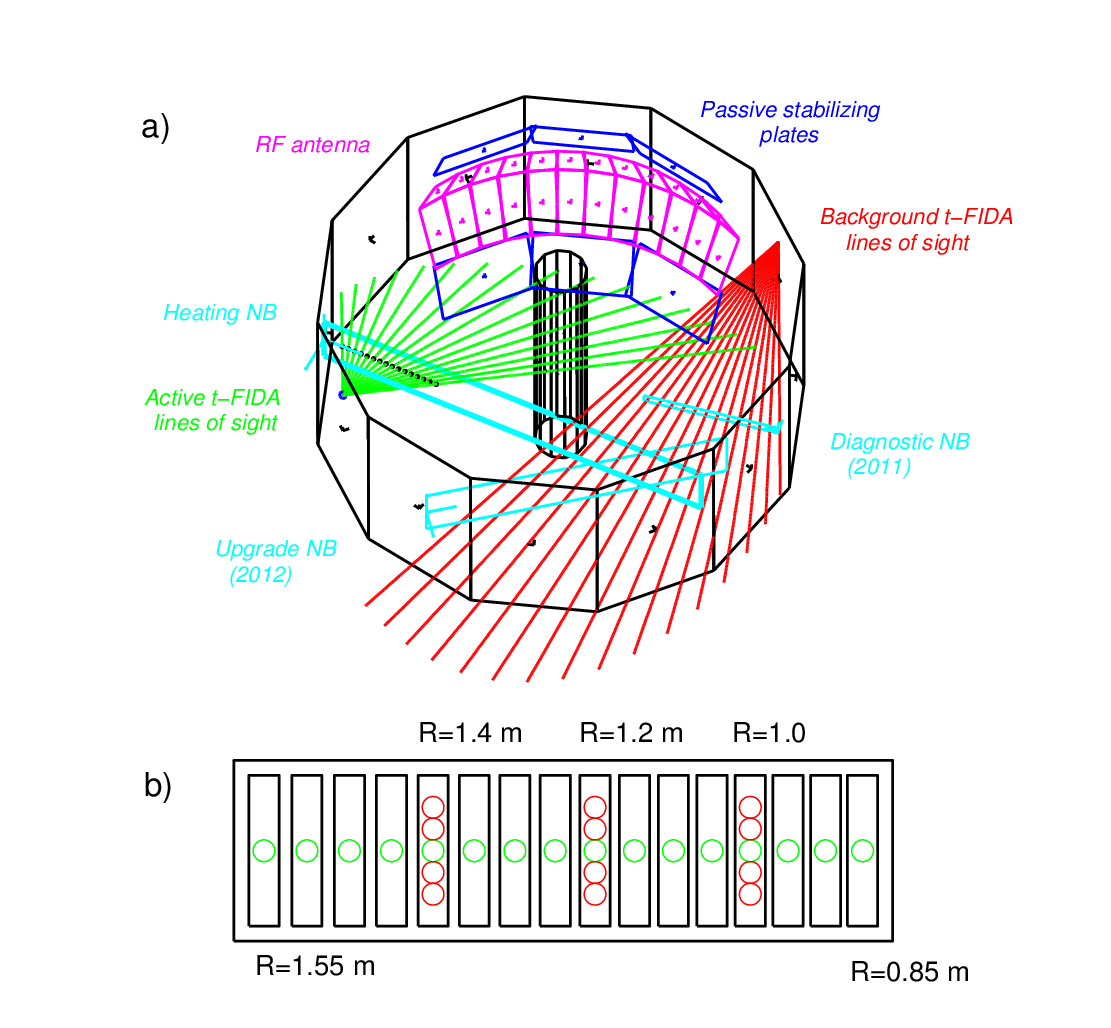 a)
RF antenna
Passive stabilizing
plates
Background t−FIDA
lines of sight
Heating NB
Active t−FIDA
lines of sight
Diagnostic NB
(2011)
Upgrade NB
(2012)
b)
R=1.4 m
R=1.2 m
R=1.0
R=1.55 m
R=0.85 m